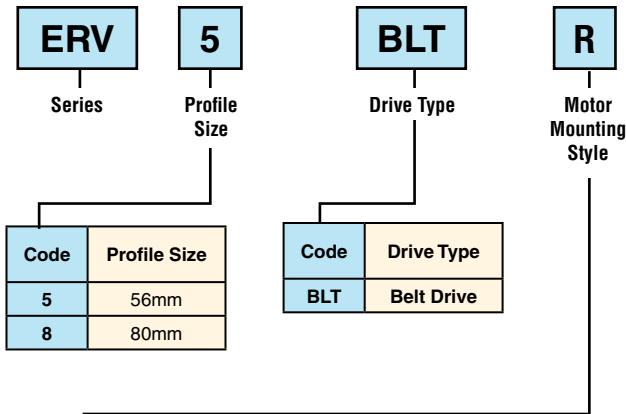 ERV 5 BLT R
Series
Profile
Size
Drive Type
Motor
Mounting
Style
Code Profile Size
5 56mm
8 80mm
Code Drive Type
BLT Belt Drive